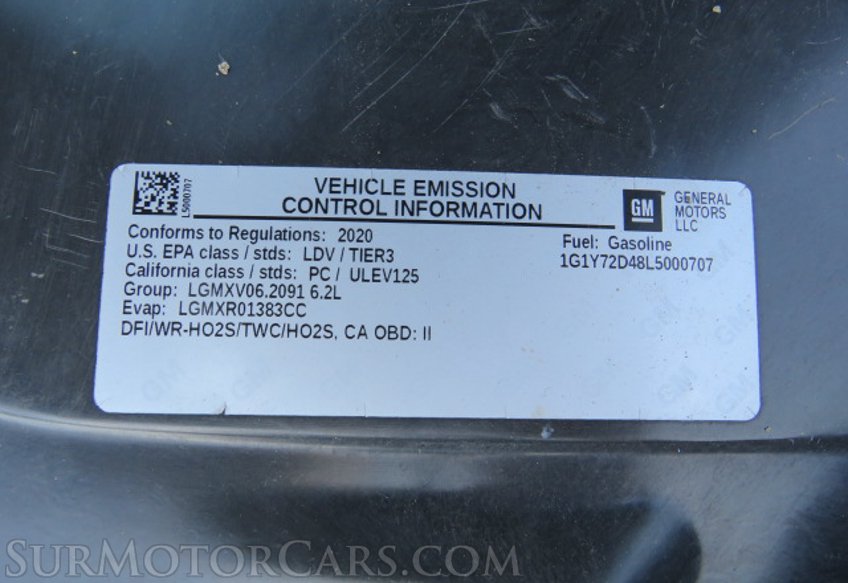 L5000707
VEHICLE EMISSION
CONTROL INFORMATION
GM
GENERAL
MOTORS
LLC
Conforms to Regulations: 2020
U.S. EPA class / stds: LDV / TIER3
California class / stds: PC / ULEV125
Group: LGMXV06.2091 6.2L
Evap: LGMXR01383CC
DFI/WR-HO2S/TWC/HO2S, CA OBD: II
Fuel: Gasoline
1G1Y72D48L5000707
SURMOTORCARS.COM